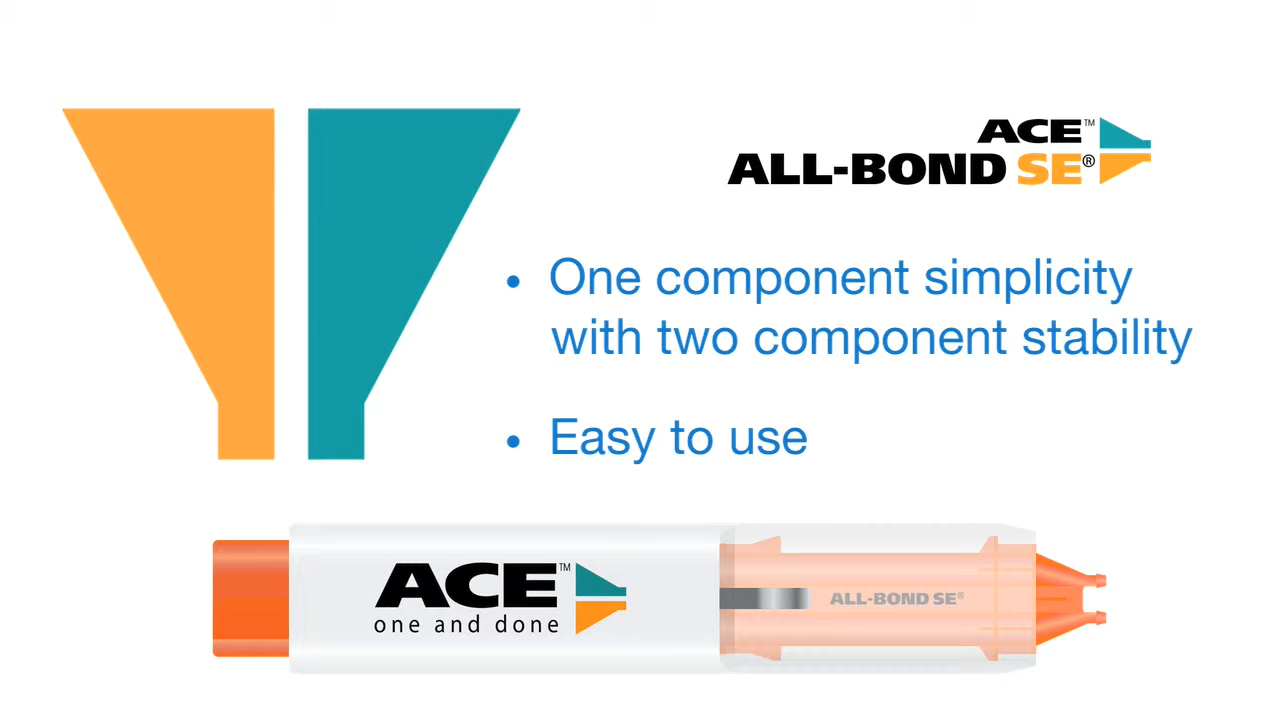 ACE™
ALL-BOND SE®
• One component simplicity
with two component stability
• Easy to use
ACE™
one and done
ALL-BOND SE®